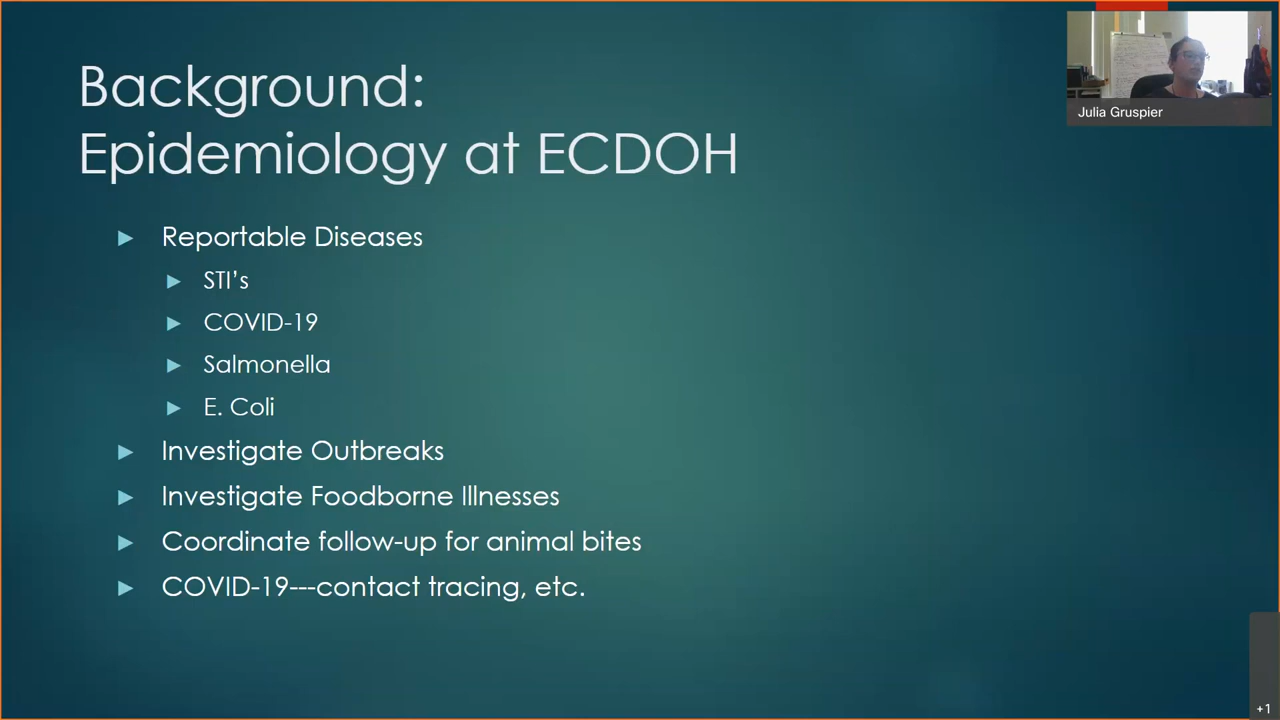 Background:
Epidemiology at ECDOH
Reportable Diseases
STI’s
COVID-19
Salmonella
E. Coli
Investigate Outbreaks
Investigate Foodborne Illnesses
Coordinate follow-up for animal bites
COVID-19---contact tracing, etc.
Julia Gruspier
+1